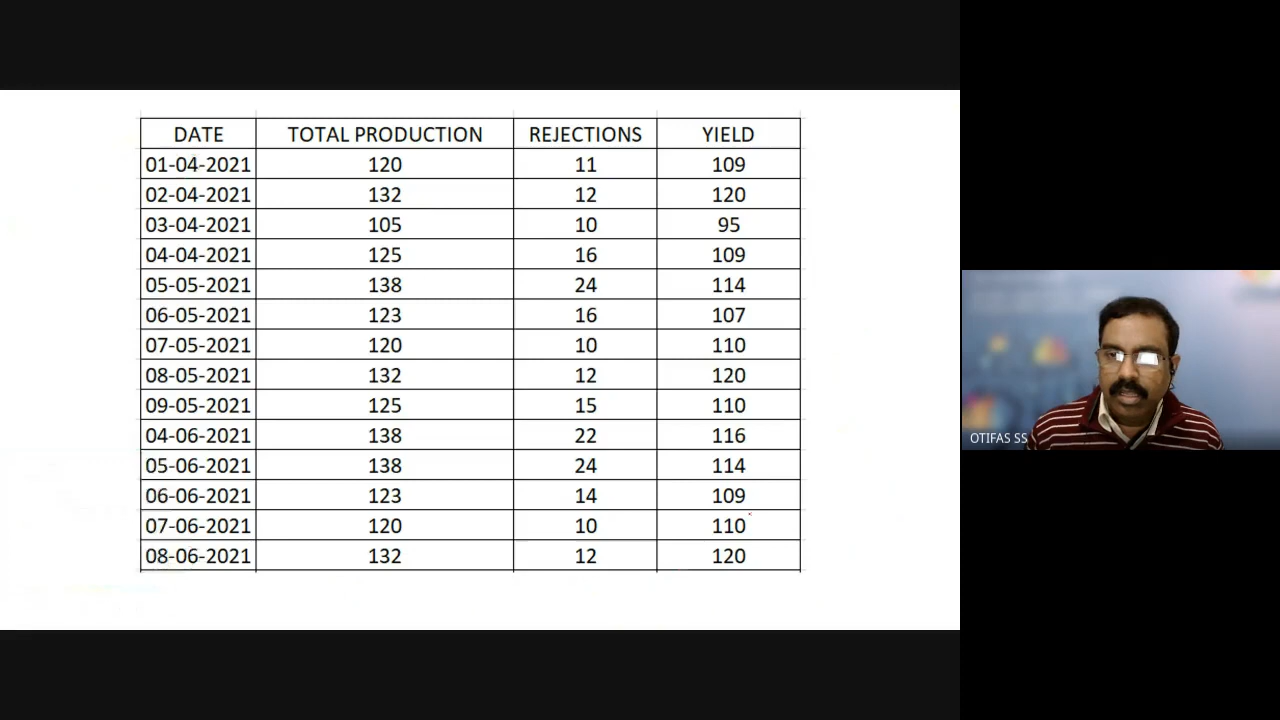 DATE TOTAL PRODUCTION REJECTIONS YIELD
01-04-2021 120 11 109
02-04-2021 132 12 120
03-04-2021 105 10 95
04-04-2021 125 16 109
05-05-2021 138 24 114
06-05-2021 123 16 107
07-05-2021 120 10 110
08-05-2021 132 12 120
09-05-2021 125 15 110
04-06-2021 138 22 116
05-06-2021 138 24 114
06-06-2021 123 14 109
07-06-2021 120 10 110
08-06-2021 132 12 120
OTIFAS SS